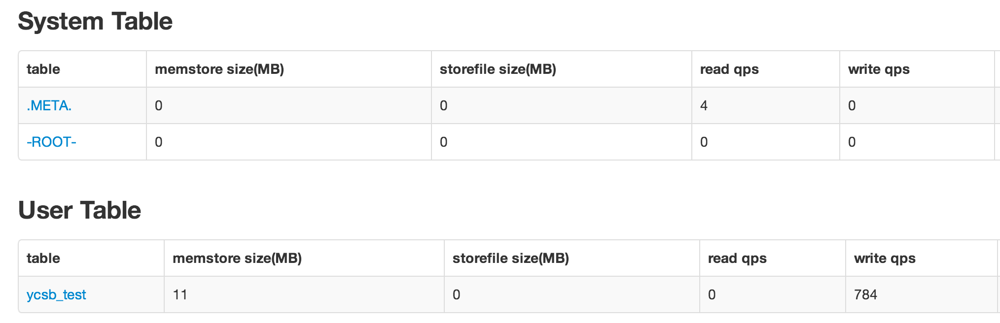 System Table
table memstore size(MB) storefile size(MB) read qps write qps
.META. 0 0 4 0
-ROOT- 0 0 0 0
User Table
table memstore size(MB) storefile size(MB) read qps write qps
ycsb_test 11 0 0 784